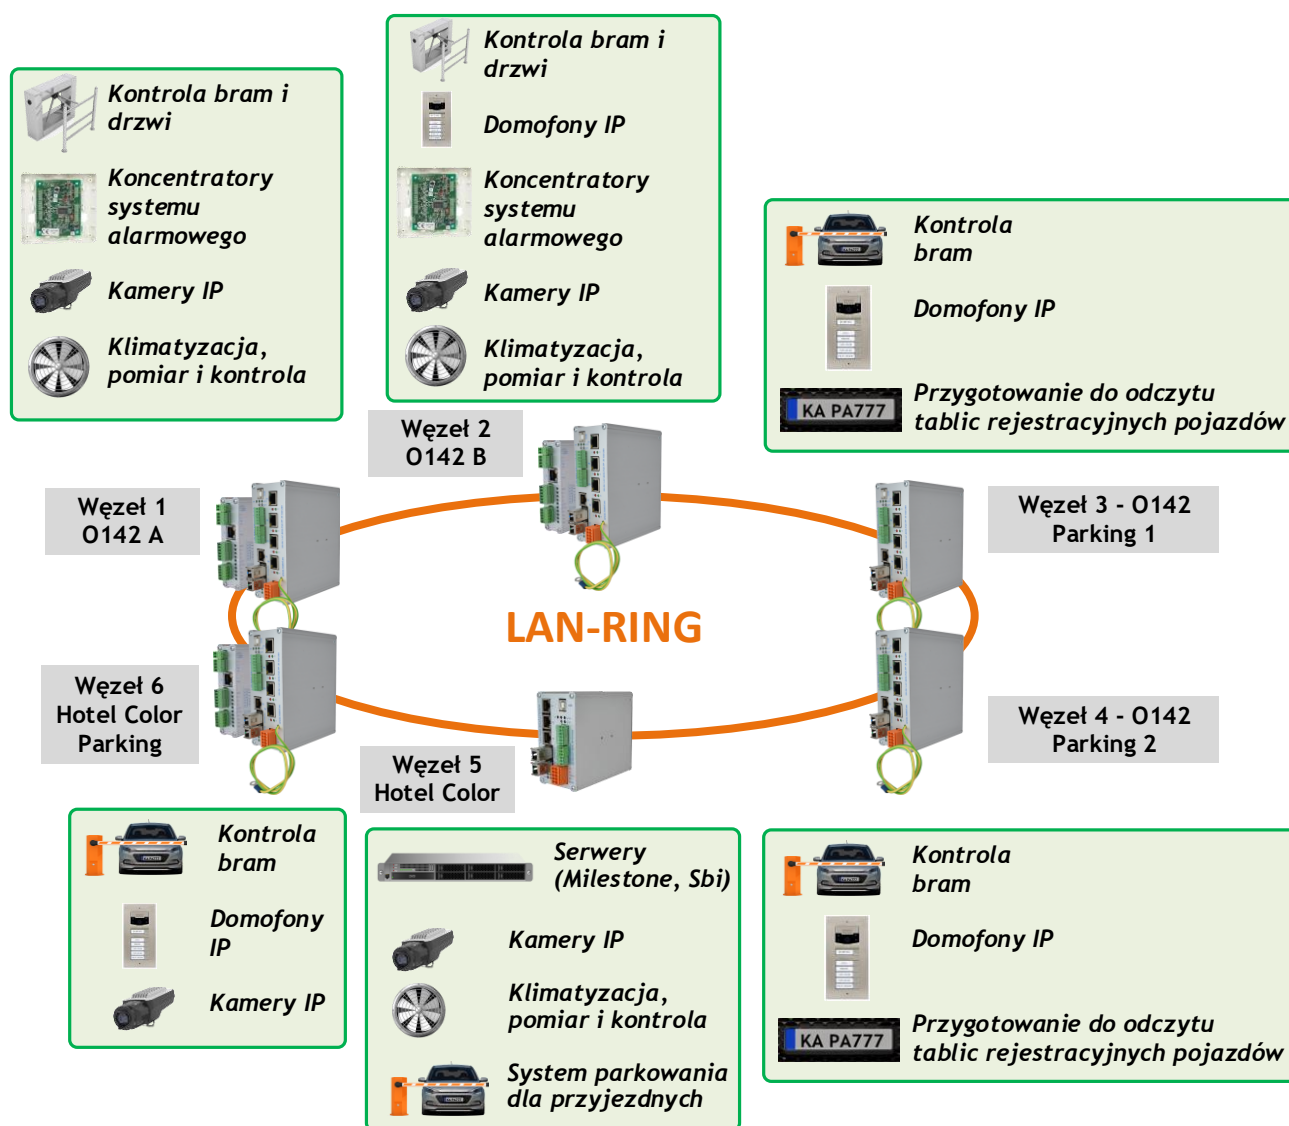 Kontrola bram i
drzwi
Koncentratory
systemu
alarmowego
Kamery IP
Klimatyzacja,
pomiar i kontrola
Kontrola bram i
drzwi
Domofony IP
Koncentratory
systemu
alarmowego
Kamery IP
Klimatyzacja,
pomiar i kontrola
Kontrola
bram
Domofony IP
KA PA777
Przygotowanie do odczytu
tablic rejestracyjnych pojazdów
Węzeł 1
O142 A
Węzeł 2
O142 B
Węzeł 3 - O142
Parking 1
LAN-RING
Węzeł 6
Hotel Color
Parking
Węzeł 5
Hotel Color
Węzeł 4 - O142
Parking 2
Kontrola
bram
Domofony
IP
Kamery IP
Serwery
(Milestone, Sbi)
Kamery IP
Klimatyzacja,
pomiar i kontrola
System parkowania
dla przyjezdnych
Kontrola
bram
Domofony IP
KA PA777
Przygotowanie do odczytu
tablic rejestracyjnych pojazdów